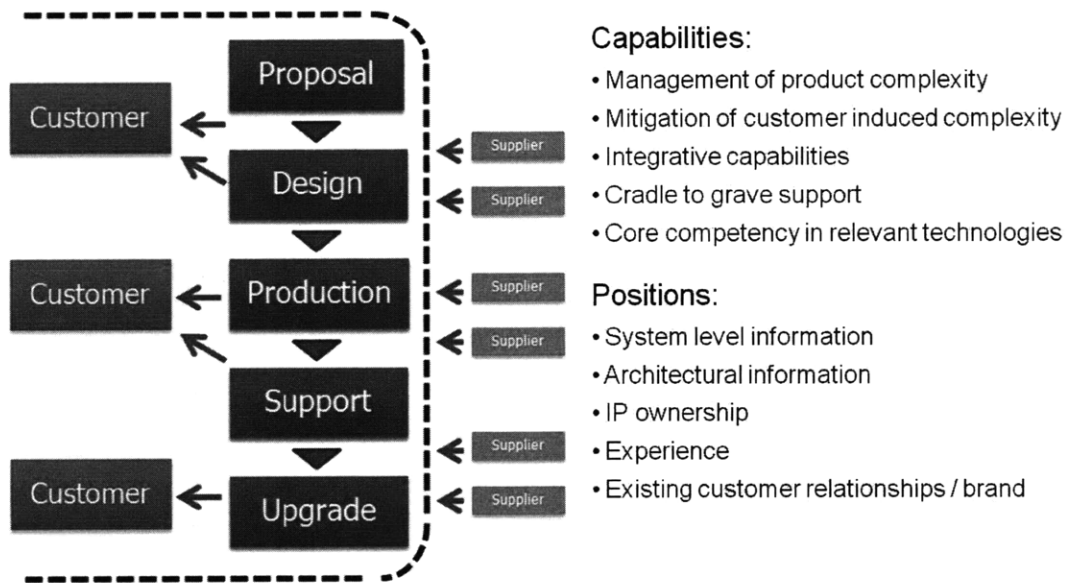 Proposal
Customer
Design
Supplier
Supplier
Customer
Production
Supplier
Supplier
Support
Customer
Upgrade
Supplier
Supplier
Capabilities:
• Management of product complexity
• Mitigation of customer induced complexity
• Integrative capabilities
• Cradle to grave support
• Core competency in relevant technologies
Positions:
• System level information
• Architectural information
• IP ownership
• Experience
• Existing customer relationships / brand